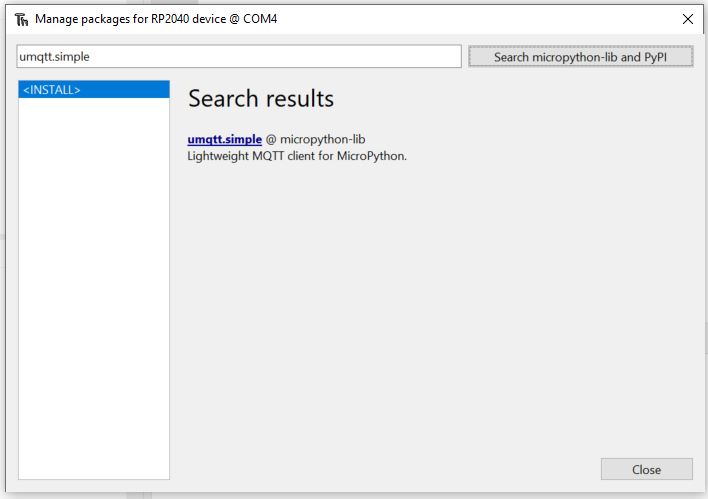 Th Manage packages for RP2040 device @ COM4
umqtt.simple
Search micropython-lib and PyPI
<INSTALL>
Search results
umqtt.simple @ micropython-lib
Lightweight MQTT client for MicroPython.
Close